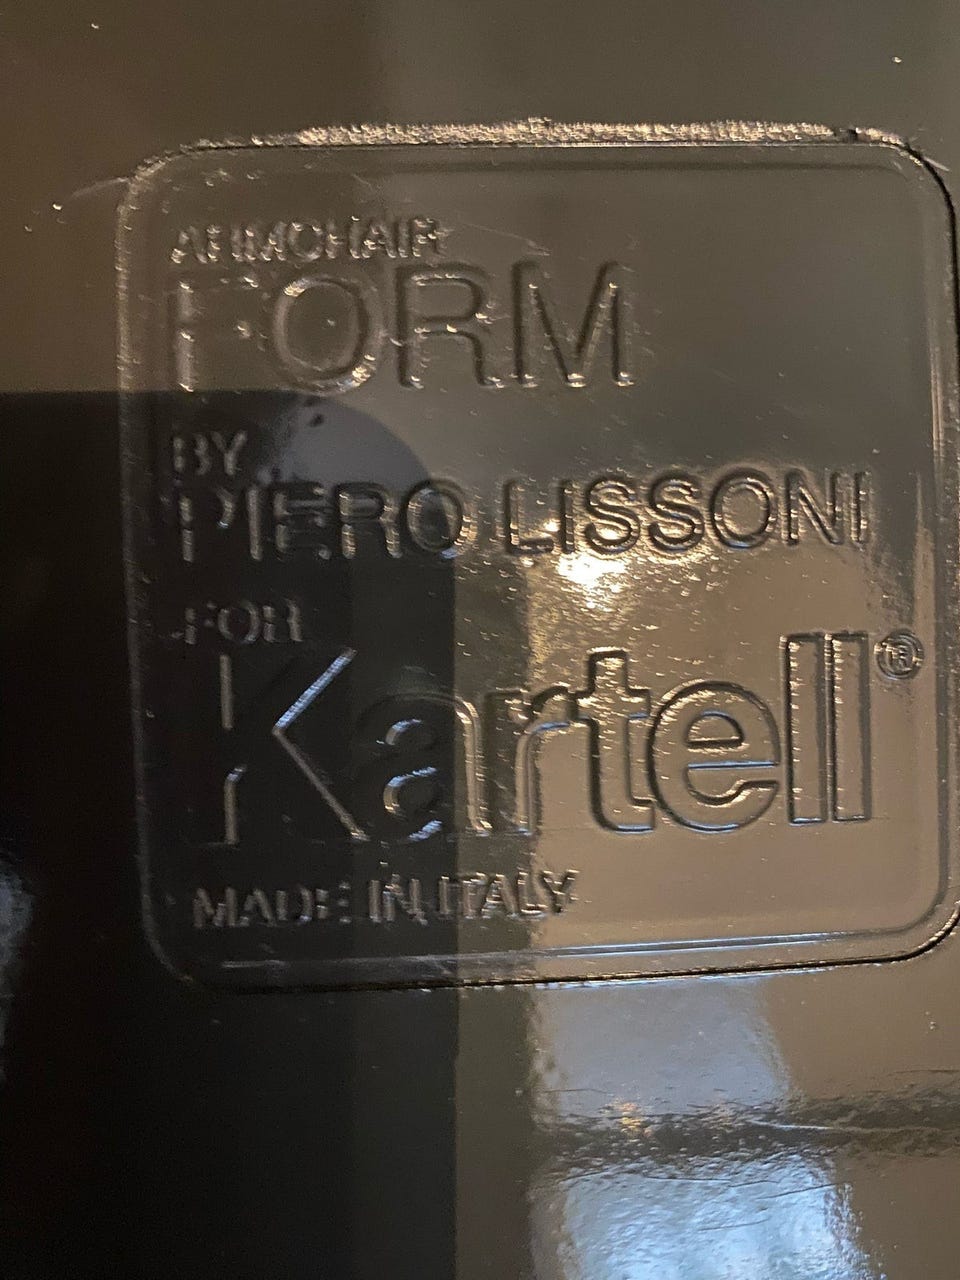 ARMCHAIR
FORM
BY
PIERO LISSONI
FOR
Kartell®
MADE IN ITALY